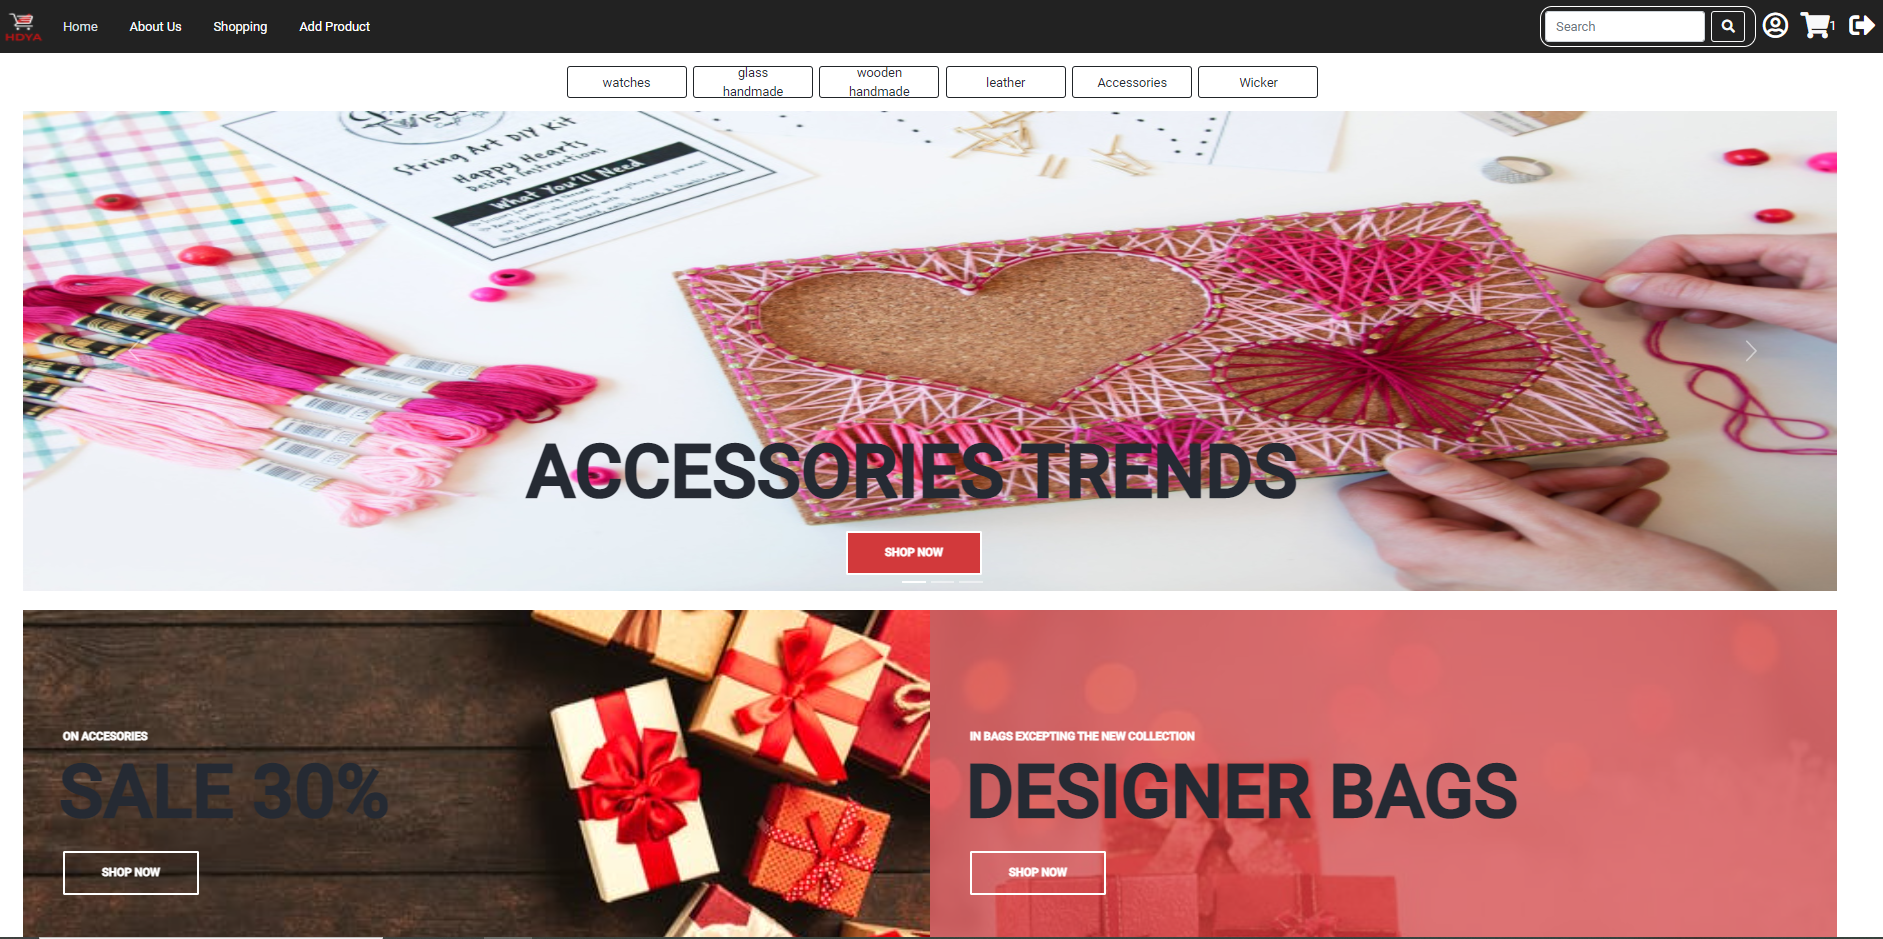 HDYA
Home
About Us
Shopping
Add Product
Search
1
watches
glass
handmade
wooden
handmade
leather
Accessories
Wicker
String Art DIY Kit
Happy Hearts
Design Instructions
What You'll Need
ACCESSORIES TRENDS
SHOP NOW
ON ACCESORIES
SALE 30%
SHOP NOW
IN BAGS EXCEPTING THE NEW COLLECTION
DESIGNER BAGS
SHOP NOW